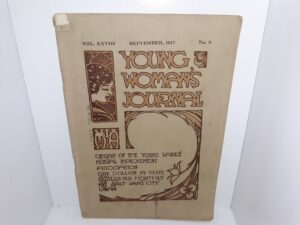 VOL. XXVIII SEPTEMBER, 1917 No. 9
YOUNG
WOMAN'S
JOURNAL
MIA
ORGAN OF THE YOUNG LADIES'
MUTUAL IMPROVEMENT
ASSOCIATION
ONE DOLLAR A YEAR
PUBLISHED MONTHLY
AT SALT LAKE CITY
UTAH